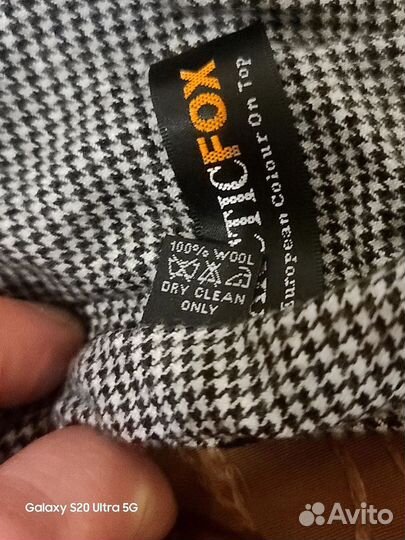 TICFOX
European Colour On Top
100% WOOL
DRY CLEAN
ONLY
Galaxy S20 Ultra 5G
Avito